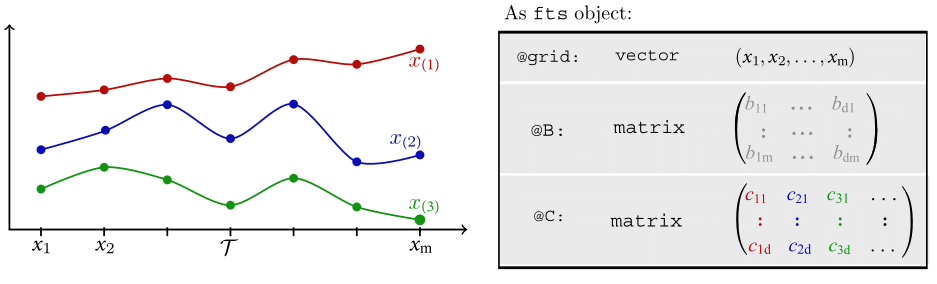 x(1)
x(2)
x(3)
x1 x2 𝒯 xm
As fts object:
@grid: vector (x1, x2, . . . , xm)
@B: matrix
b11 ... bd1
: ... :
b1m ... bdm
@C: matrix
c11 c21 c31 ...
: : : :
c1d c2d c3d ...